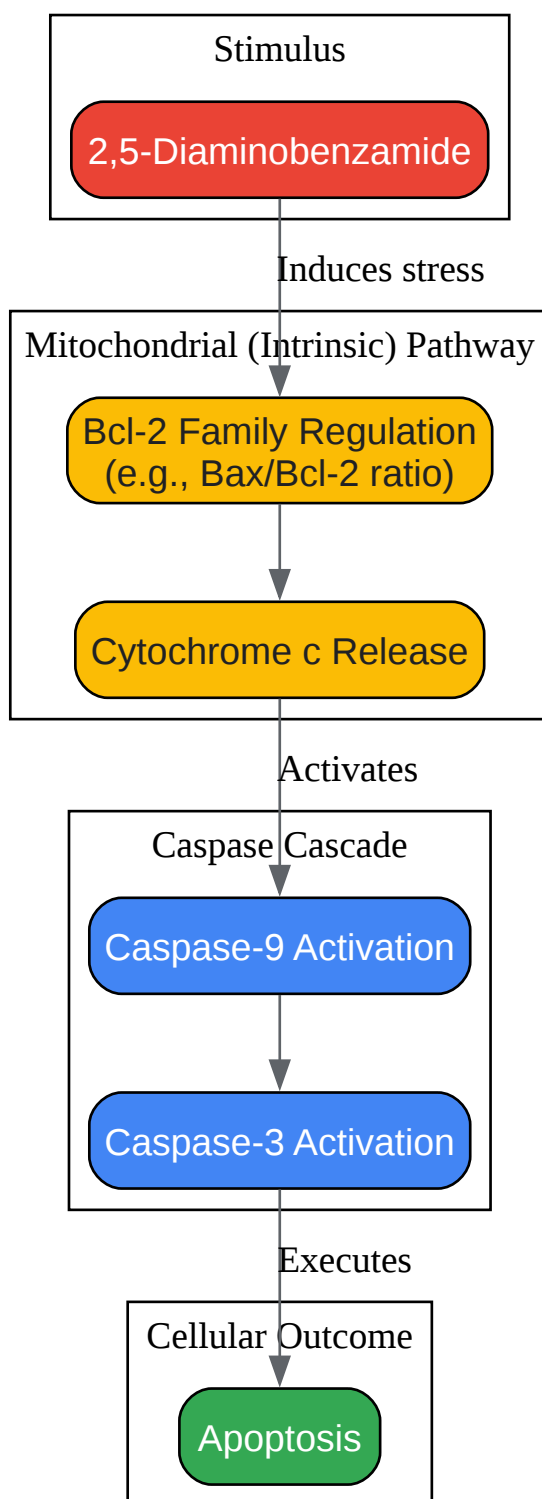 Stimulus
2,5-Diaminobenzamide
Induces stress
Mitochondrial (Intrinsic) Pathway
Bcl-2 Family Regulation
(e.g., Bax/Bcl-2 ratio)
Cytochrome c Release
Activates
Caspase Cascade
Caspase-9 Activation
Caspase-3 Activation
Executes
Cellular Outcome
Apoptosis